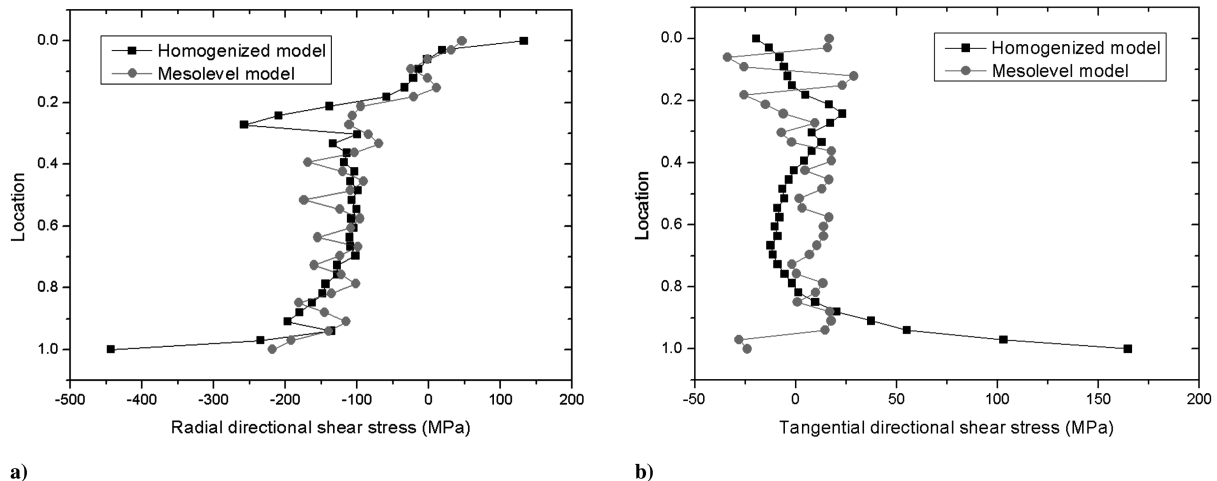 Homogenized model
Mesolevel model
0.0
0.2
0.4
0.6
0.8
1.0
Location
-500 -400 -300 -200 -100 0 100 200
Radial directional shear stress (MPa)
a)
Homogenized model
Mesolevel model
0.0
0.2
0.4
0.6
0.8
1.0
Location
-50 0 50 100 150 200
Tangential directional shear stress (MPa)
b)